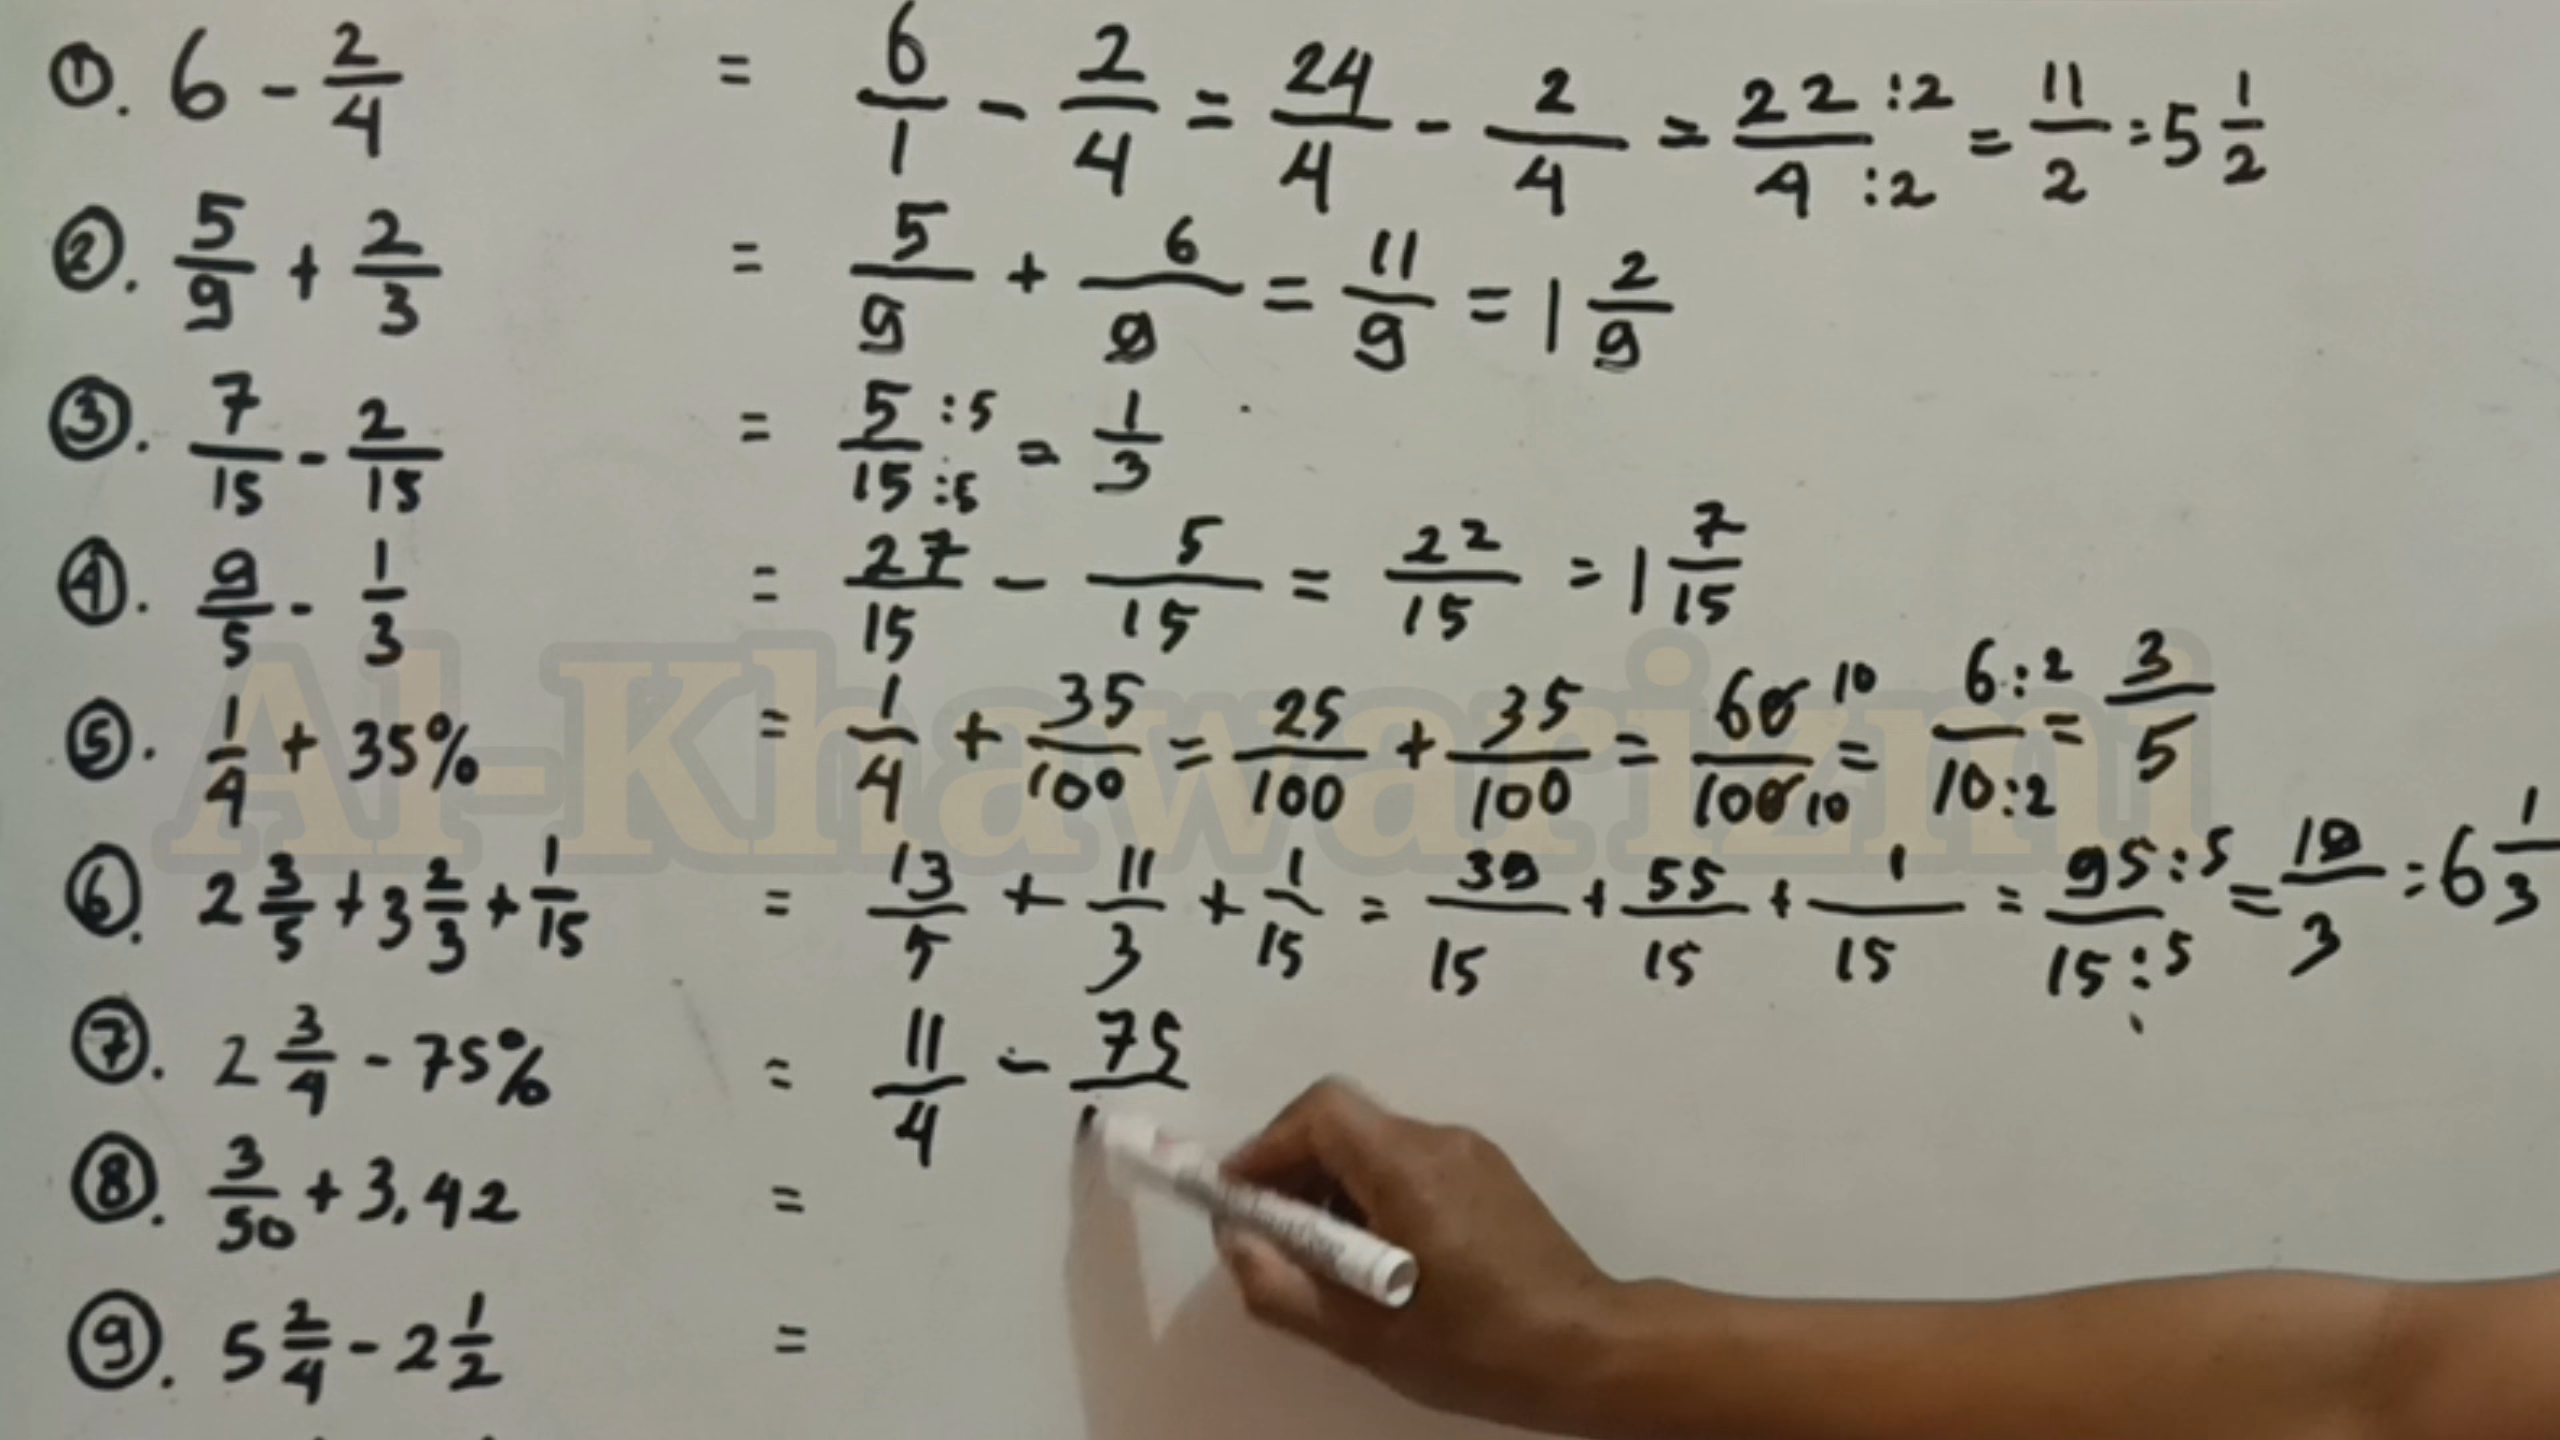 ①. 6 - 2/4 = 6/1 - 2/4 = 24/4 - 2/4 = 22:2/4:2 = 11/2 = 5 1/2
②. 5/9 + 2/3 = 5/9 + 6/9 = 11/9 = 1 2/9
③. 7/15 - 2/15 = 5:5/15:5 = 1/3
④. 9/5 - 1/3 = 27/15 - 5/15 = 22/15 = 1 7/15
⑤. 1/4 + 35% = 1/4 + 35/100 = 25/100 + 35/100 = 60 10/100 10 = 6:2/10:2 = 3/5
⑥. 2 3/5 + 3 2/3 + 1/15 = 13/5 + 11/3 + 1/15 = 39/15 + 55/15 + 1/15 = 95:5/15:5 = 19/3 = 6 1/3
⑦. 2 3/4 - 75% = 11/4 - 75/1
⑧. 3/50 + 3,42 =
⑨. 5 2/4 - 2 1/2 =
Al-Khawarizmi